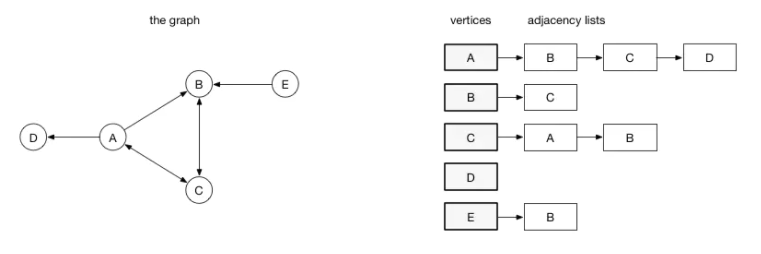 the graph
B
E
D
A
C
vertices adjacency lists
A B C D
B C
C A B
D
E B